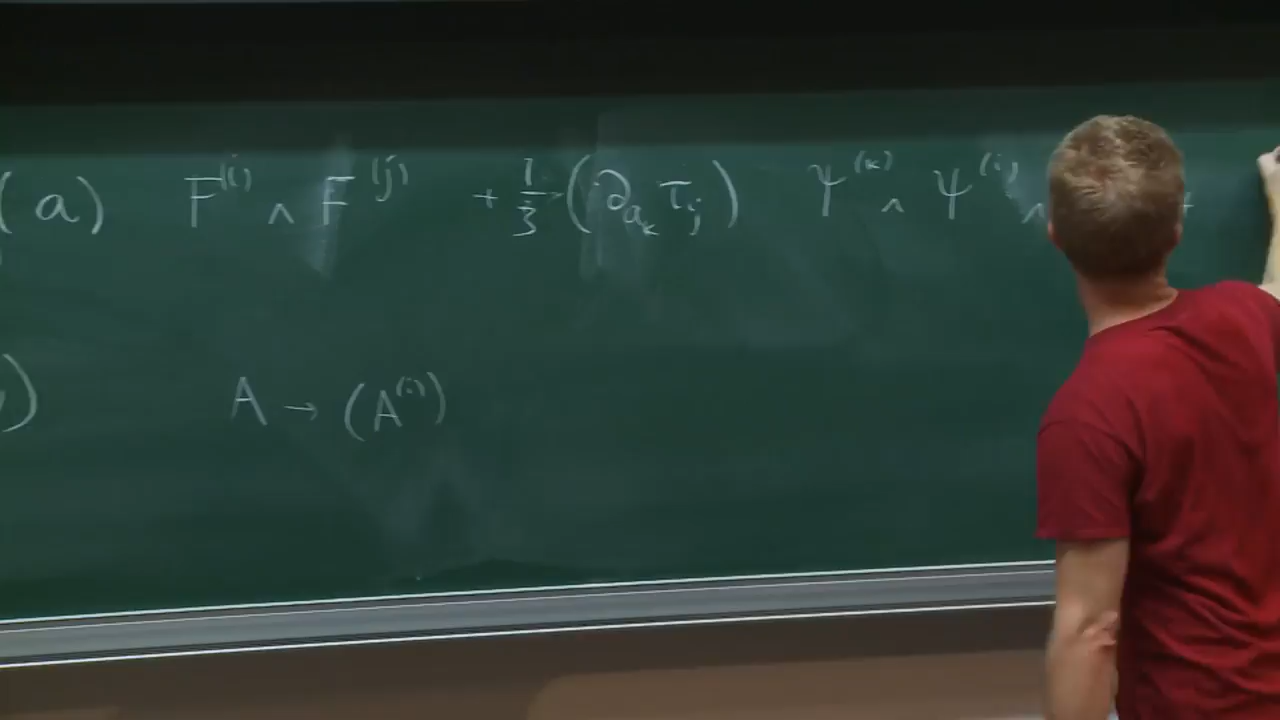 (a) F^{(i)} ∧ F^{(j)} + 1/3 (∂_{a_k} τ_{ij}) ψ^{(k)} ∧ ψ^{(i)} ∧ +
) A → (A^{(i)})